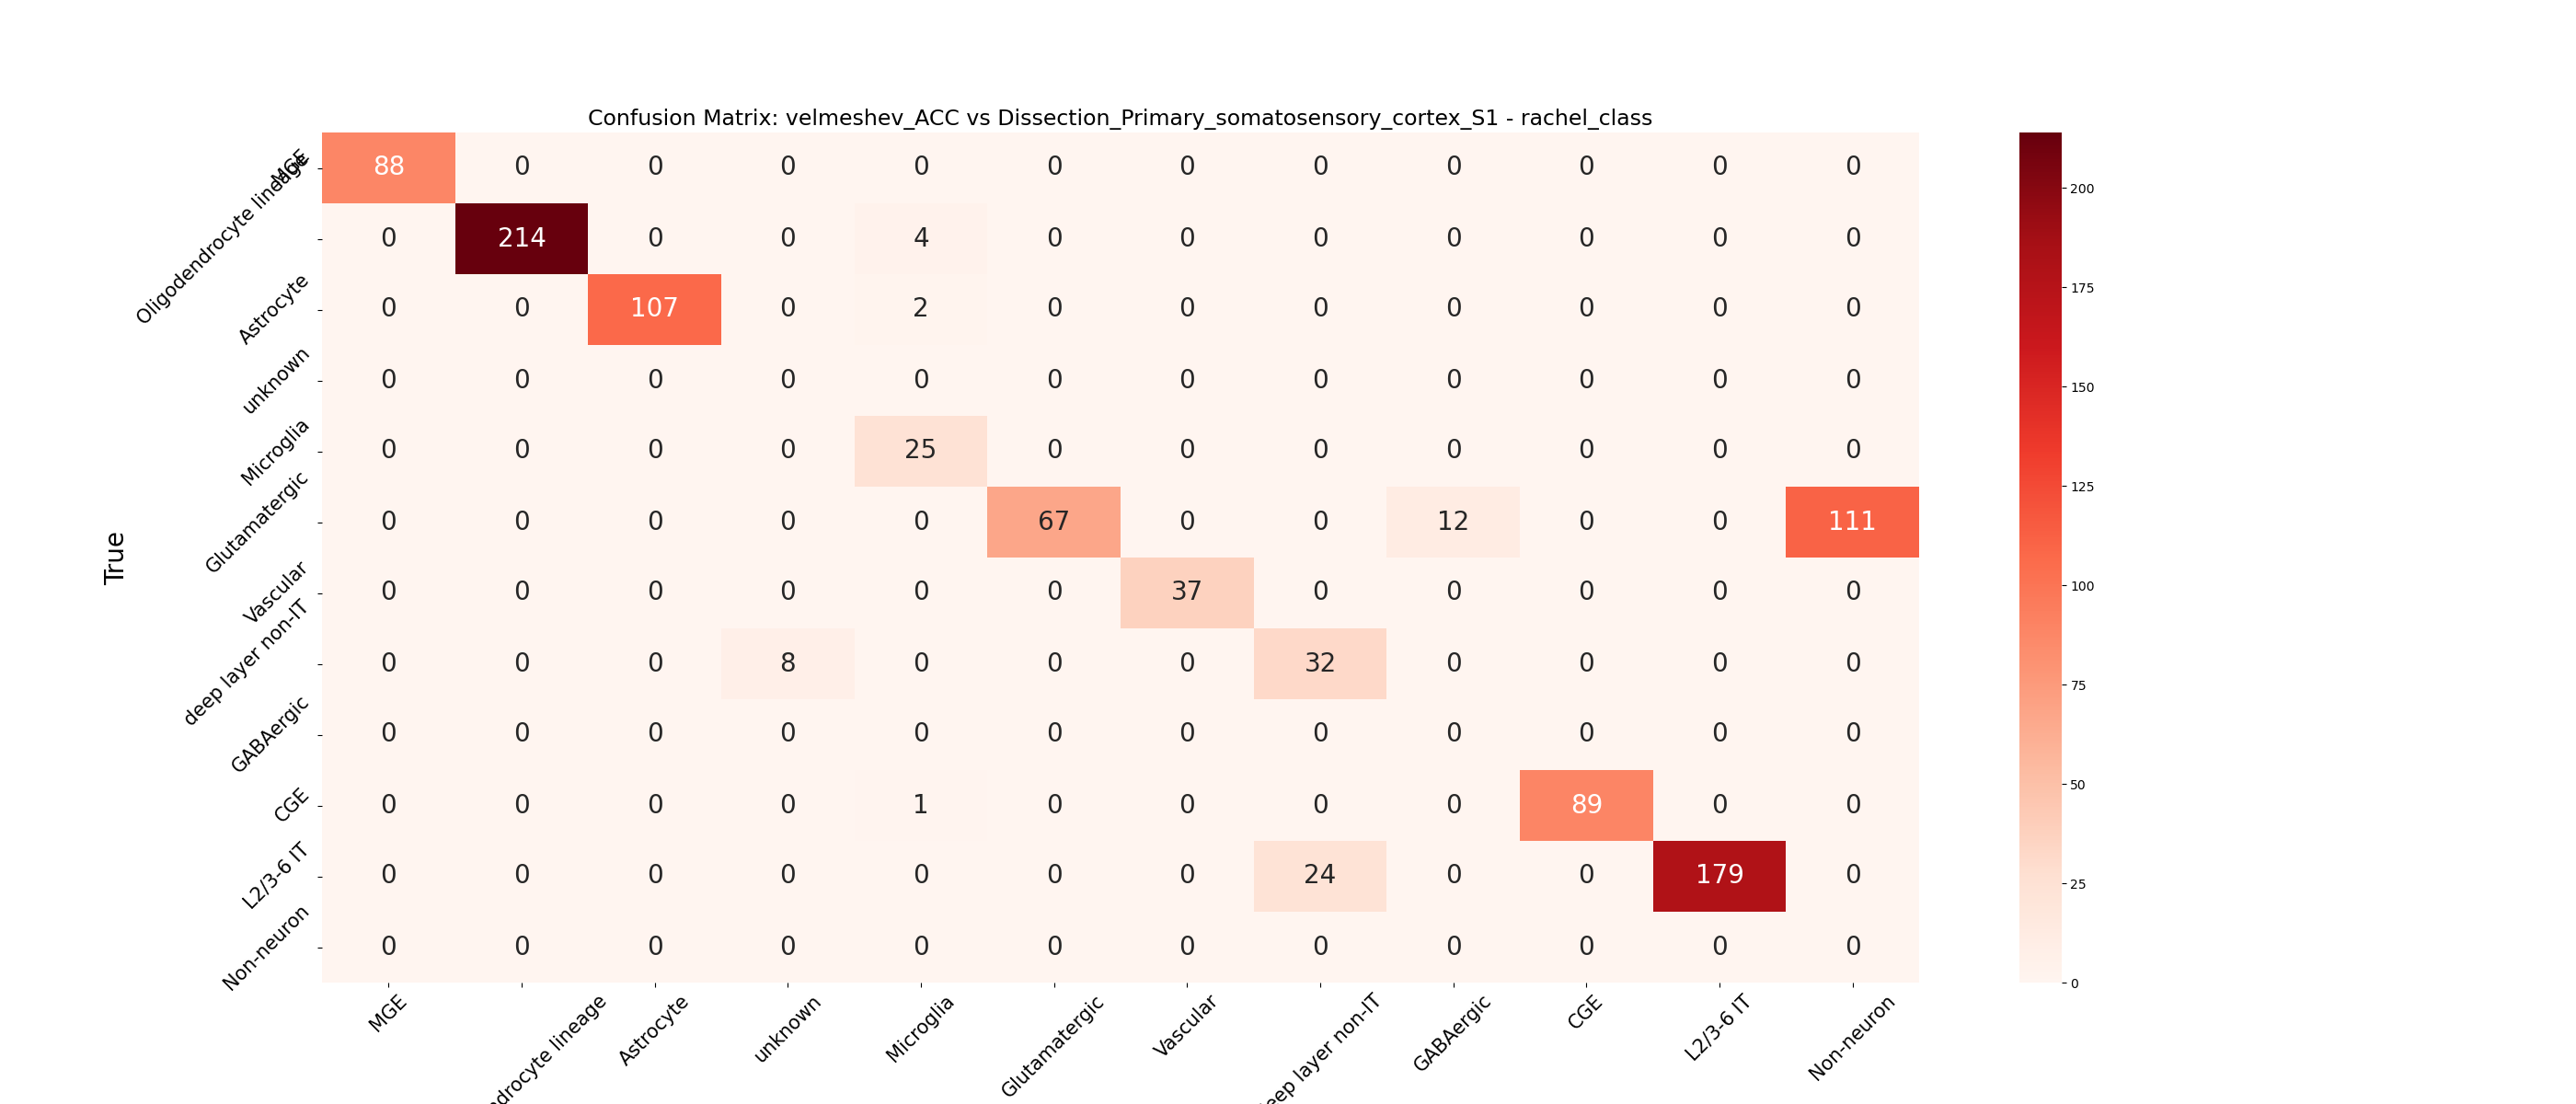 Confusion Matrix: velmeshev_ACC vs Dissection_Primary_somatosensory_cortex_S1 - rachel_class
True
MGE 88 0 0 0 0 0 0 0 0 0 0 0
Oligodendrocyte lineage 0 214 0 0 4 0 0 0 0 0 0 0
Astrocyte 0 0 107 0 2 0 0 0 0 0 0 0
unknown 0 0 0 0 0 0 0 0 0 0 0 0
Microglia 0 0 0 0 25 0 0 0 0 0 0 0
Glutamatergic 0 0 0 0 0 67 0 0 12 0 0 111
Vascular 0 0 0 0 0 0 37 0 0 0 0 0
deep layer non-IT 0 0 0 8 0 0 0 32 0 0 0 0
GABAergic 0 0 0 0 0 0 0 0 0 0 0 0
CGE 0 0 0 0 1 0 0 0 0 89 0 0
L2/3-6 IT 0 0 0 0 0 0 0 24 0 0 179 0
Non-neuron 0 0 0 0 0 0 0 0 0 0 0 0
MGE
lineage
Astrocyte
unknown
Microglia
Glutamatergic
Vascular
layer non-IT
GABAergic
CGE
L2/3-6 IT
Non-neuron
200
175
150
125
100
75
50
25
0